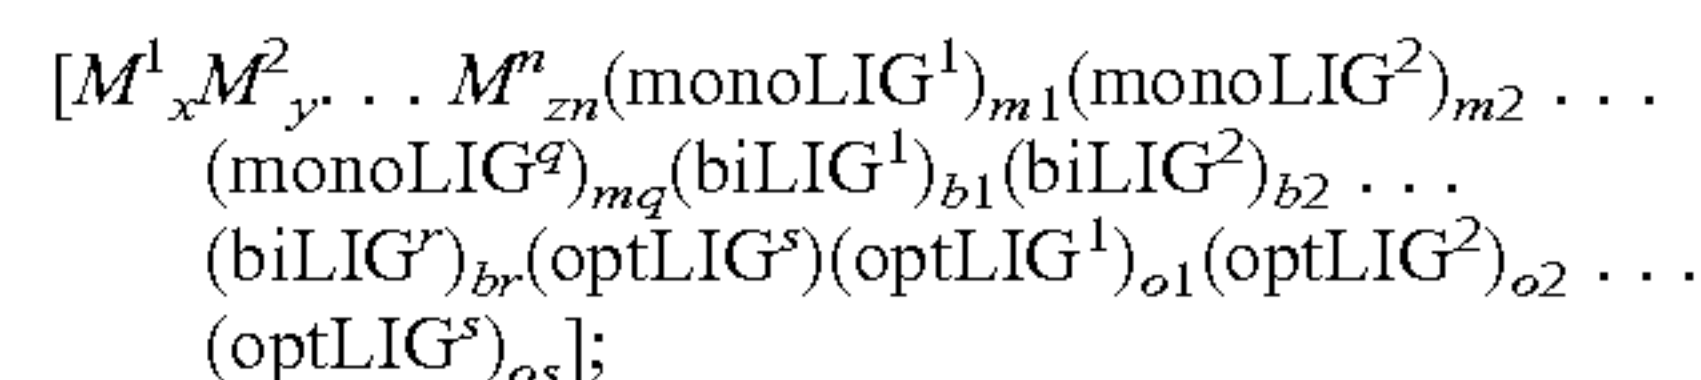 [M¹ₓM²ᵧ. . . Mⁿ_zn(monoLIG¹)_m1(monoLIG²)_m2 . . .
(monoLIG^q)_mq(biLIG¹)_b1(biLIG²)_b2 . . .
(biLIG^r)_br(optLIG^s)(optLIG¹)_o1(optLIG²)_o2 . . .
(optLIG^s)_os];